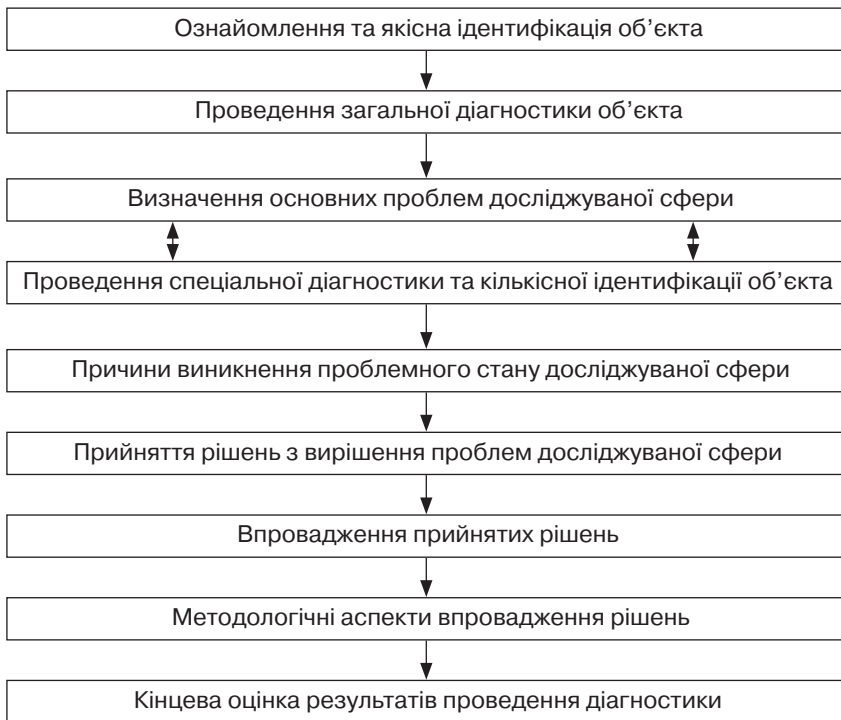 Ознайомлення та якісна ідентифікація об’єкта
Проведення загальної діагностики об’єкта
Визначення основних проблем досліджуваної сфери
Проведення спеціальної діагностики та кількісної ідентифікації об’єкта
Причини виникнення проблемного стану досліджуваної сфери
Прийняття рішень з вирішення проблем досліджуваної сфери
Впровадження прийнятих рішень
Методологічні аспекти впровадження рішень
Кінцева оцінка результатів проведення діагностики